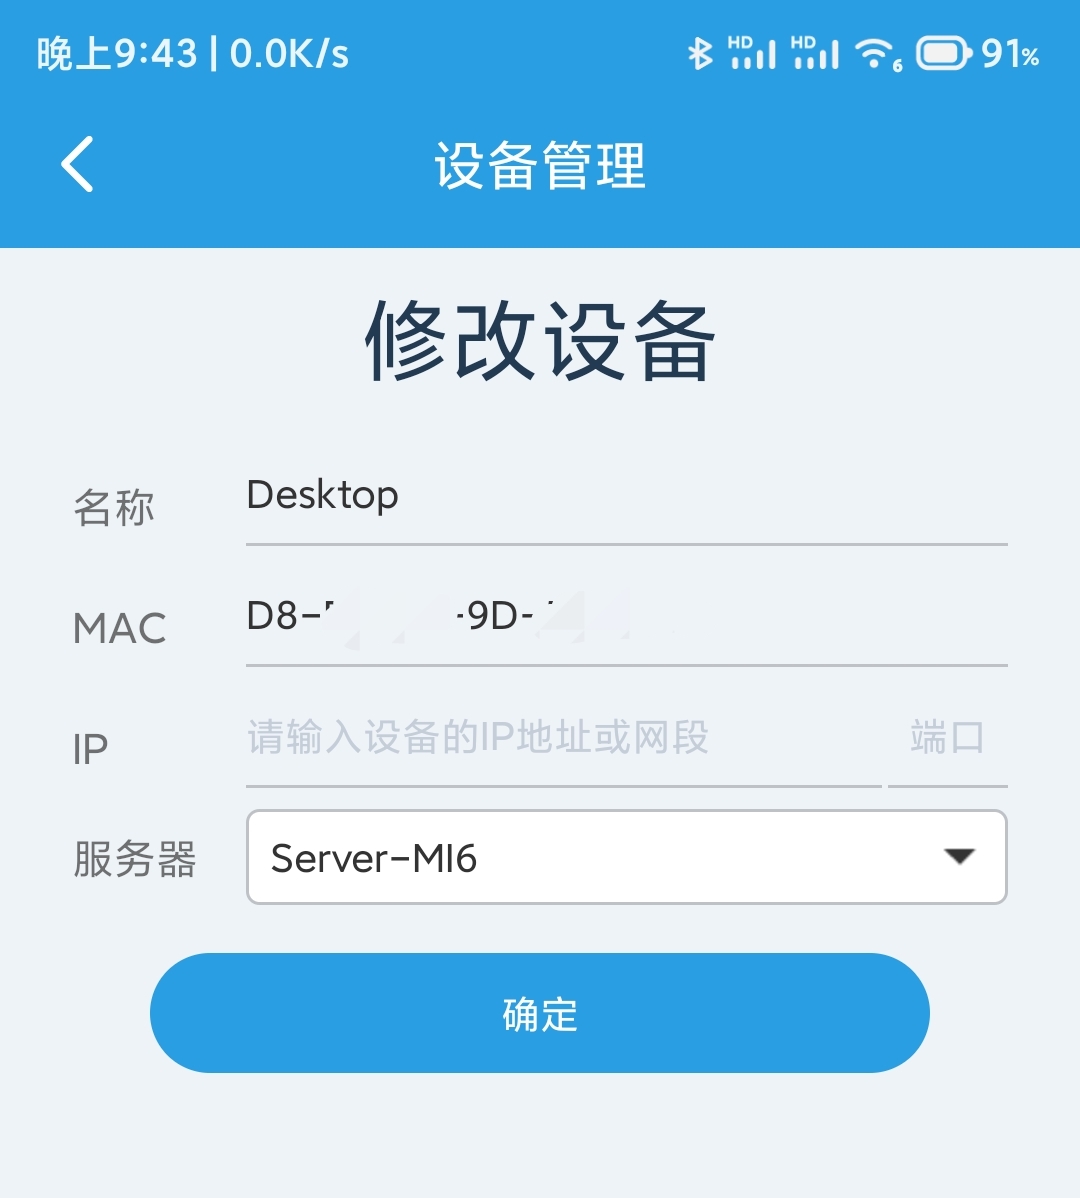 晚上9:43 | 0.0K/s HD HD 6 91%
设备管理
修改设备
名称 Desktop
MAC D8- -9D-
IP 请输入设备的IP地址或网段 端口
服务器 Server-MI6
确定